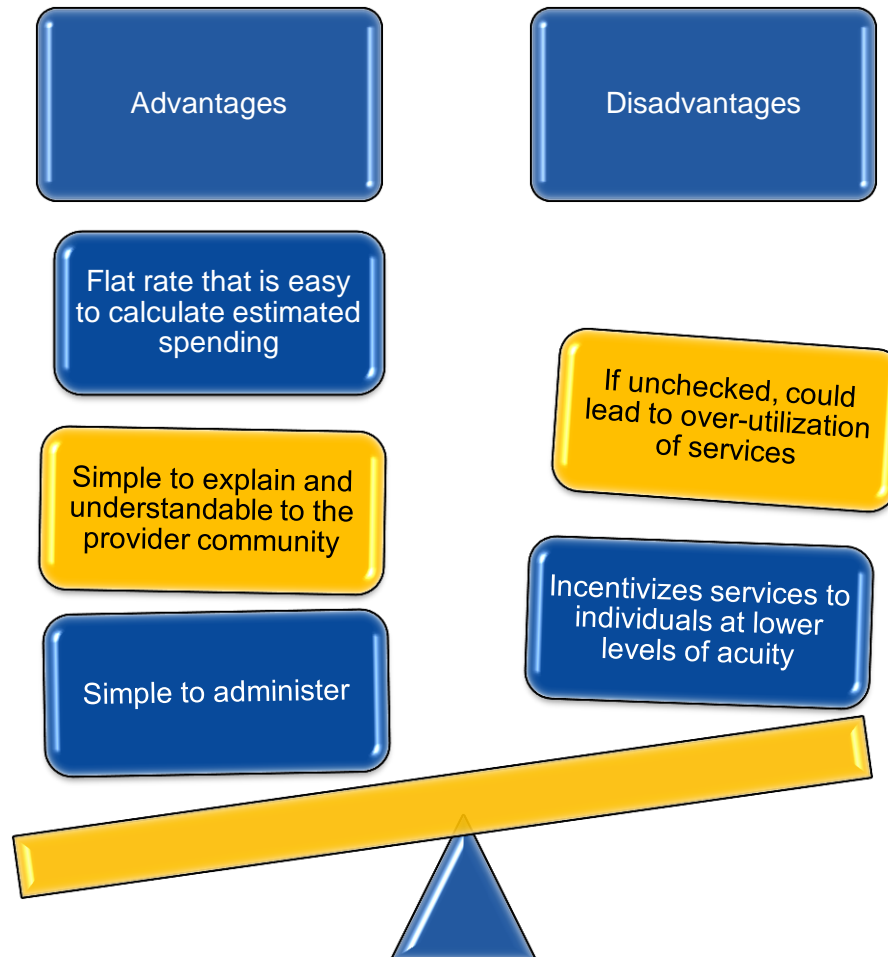 Advantages
Disadvantages
Flat rate that is easy
to calculate estimated
spending
Simple to explain and
understandable to the
provider community
Simple to administer
If unchecked, could
lead to over-utilization
of services
Incentivizes services to
individuals at lower
levels of acuity